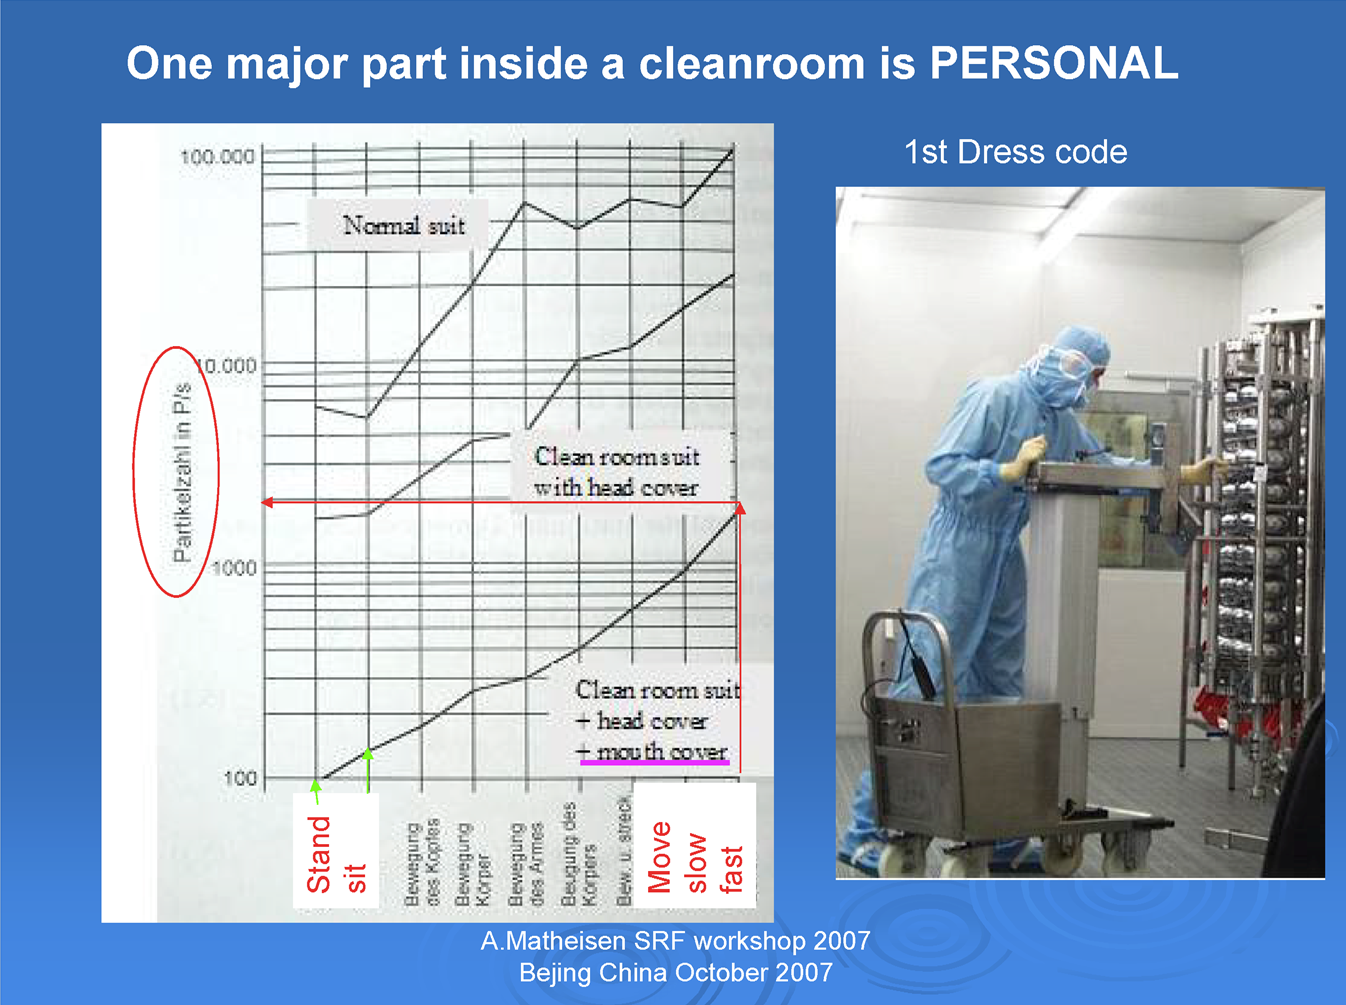 One major part inside a cleanroom is PERSONAL
1st Dress code
100.000
Normal suit
10.000
Partikelzahl in P/s
Clean room suit
with head cover
1000
Clean room suit
+ head cover
+ mouth cover
100
Stand
sit
Bewegung
des Kopfes
Bewegung
Körper
Bewegung
des Armes
Beugung des
Körpers
Bew. u. streck
Move
slow
fast
A.Matheisen SRF workshop 2007
Bejing China October 2007